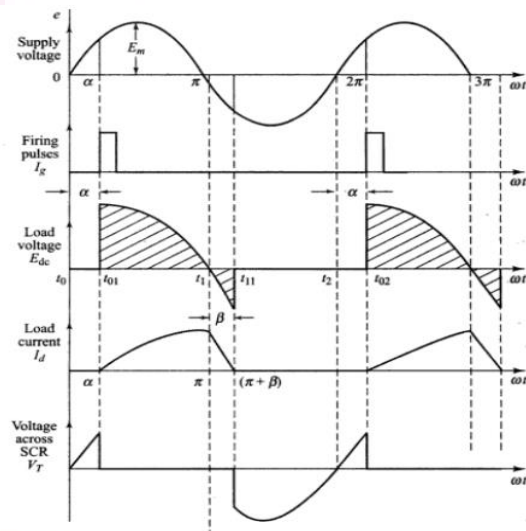 e
Supply
voltage
E_m
0
α π 2π 3π ωt
Firing
pulses
I_g
ωt
α α
Load
voltage
E_dc
t_0 t_01 t_1 t_11 t_2 t_02 ωt
β
Load
current
I_d
α π (π + β) ωt
Voltage
across
SCR
V_T
ωt